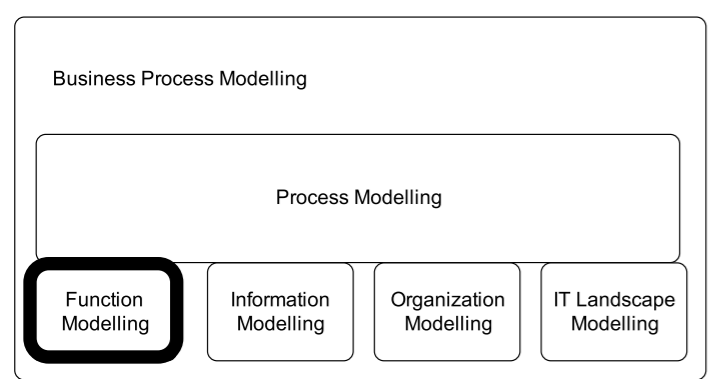 Business Process Modelling
Process Modelling
Function
Modelling
Information
Modelling
Organization
Modelling
IT Landscape
Modelling